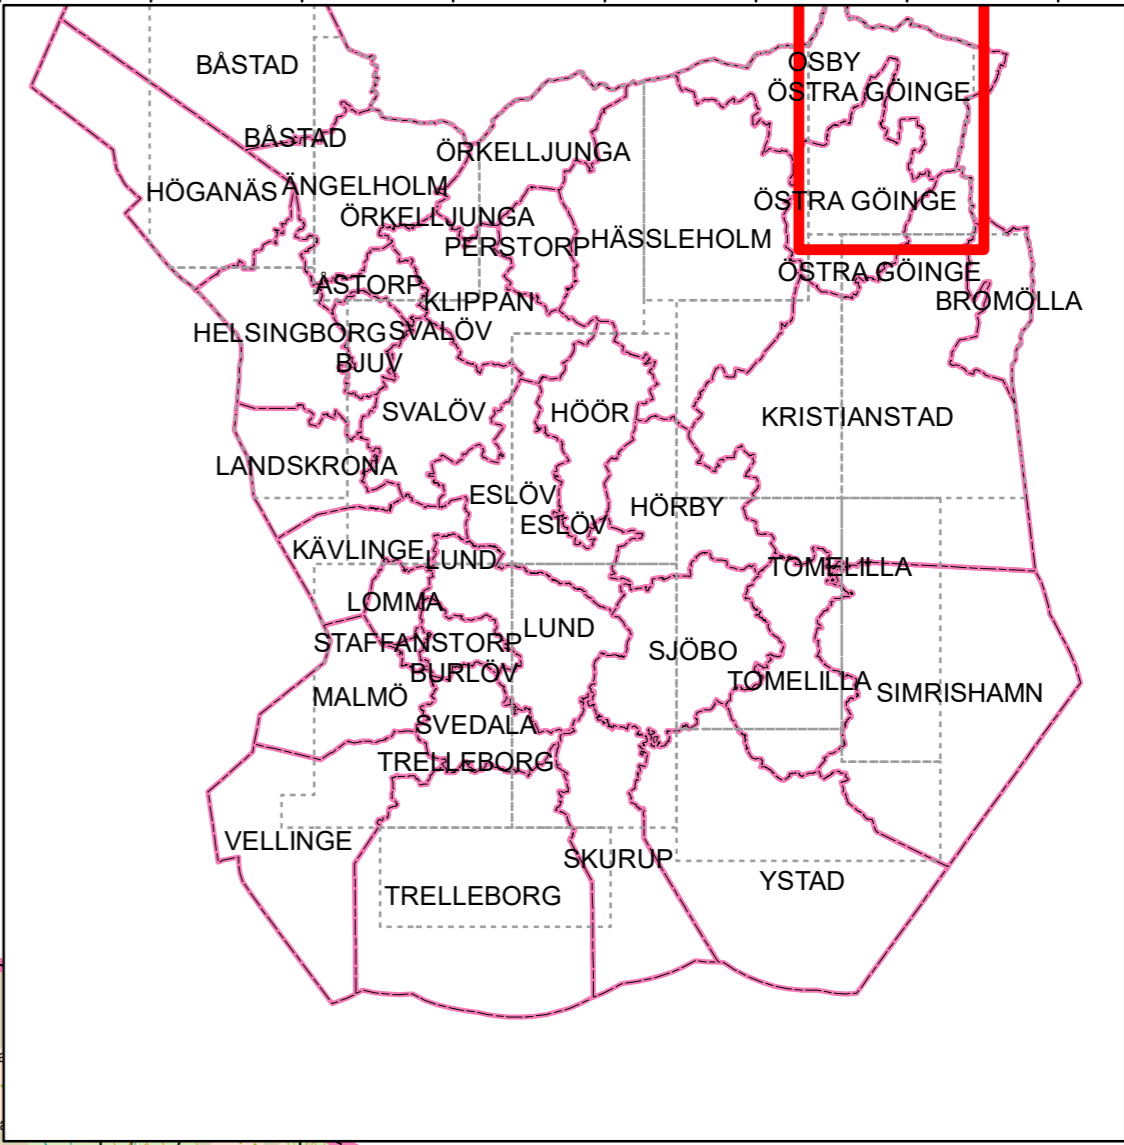 OSBY
BÅSTAD
ÖSTRA GÖINGE
BÅSTAD
ÖRKELLJUNGA
ÄNGELHOLM
HÖGANÄS
ÖSTRA GÖINGE
ÖRKELLJUNGA
HÄSSLEHOLM
PERSTORP
ÖSTRA GÖINGE
ÅSTORP
KLIPPAN
BROMÖLLA
HELSINGBORG
SVALÖV
BJUV
SVALÖV
HÖÖR
KRISTIANSTAD
LANDSKRONA
ESLÖV
HÖRBY
ESLÖV
KÄVLINGE
LUND
TOMELILLA
LOMMA
LUND
STAFFANSTORP
SJÖBO
BURLÖV
TOMELILLA
MALMÖ
SIMRISHAMN
SVEDALA
TRELLEBORG
VELLINGE
SKURUP
YSTAD
TRELLEBORG